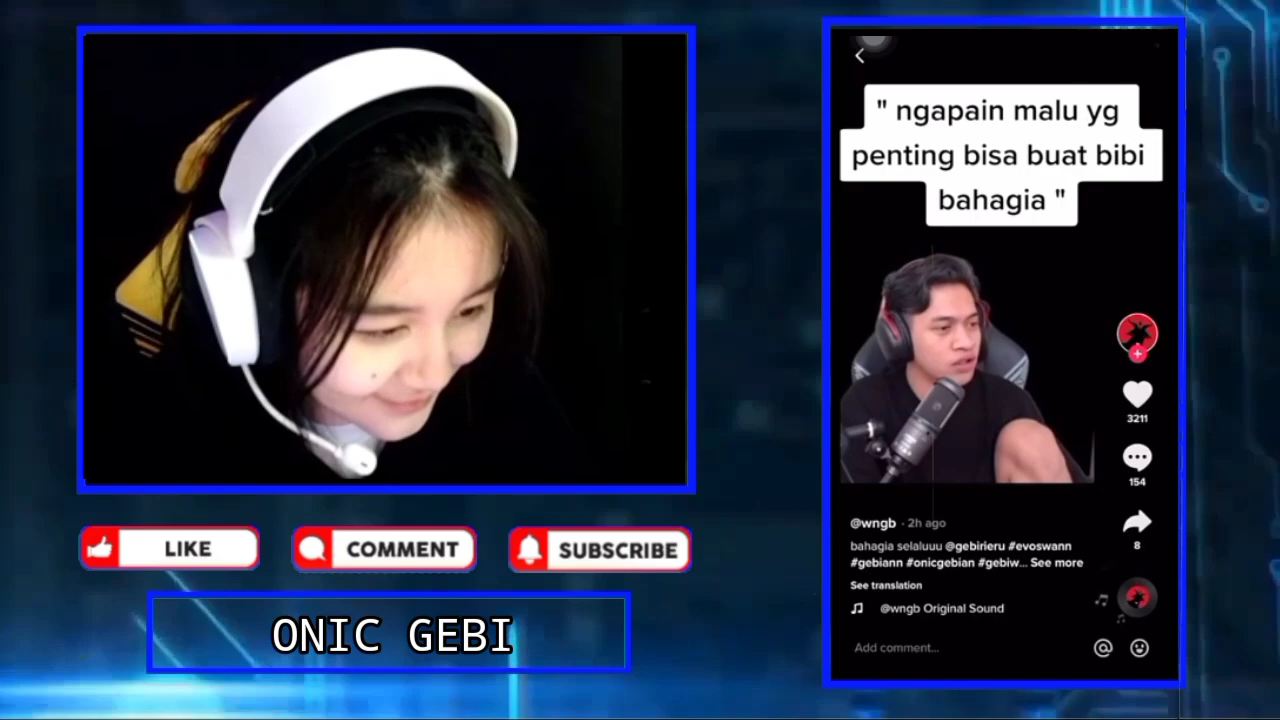 " ngapain malu yg
penting bisa buat bibi
bahagia "
3211
154
8
@wngb · 2h ago
bahagia selaluuu @gebirieru #evoswann
#gebiann #onicgebian #gebiw... See more
See translation
@wngb Original Sound
Add comment...
LIKE
COMMENT
SUBSCRIBE
ONIC GEBI